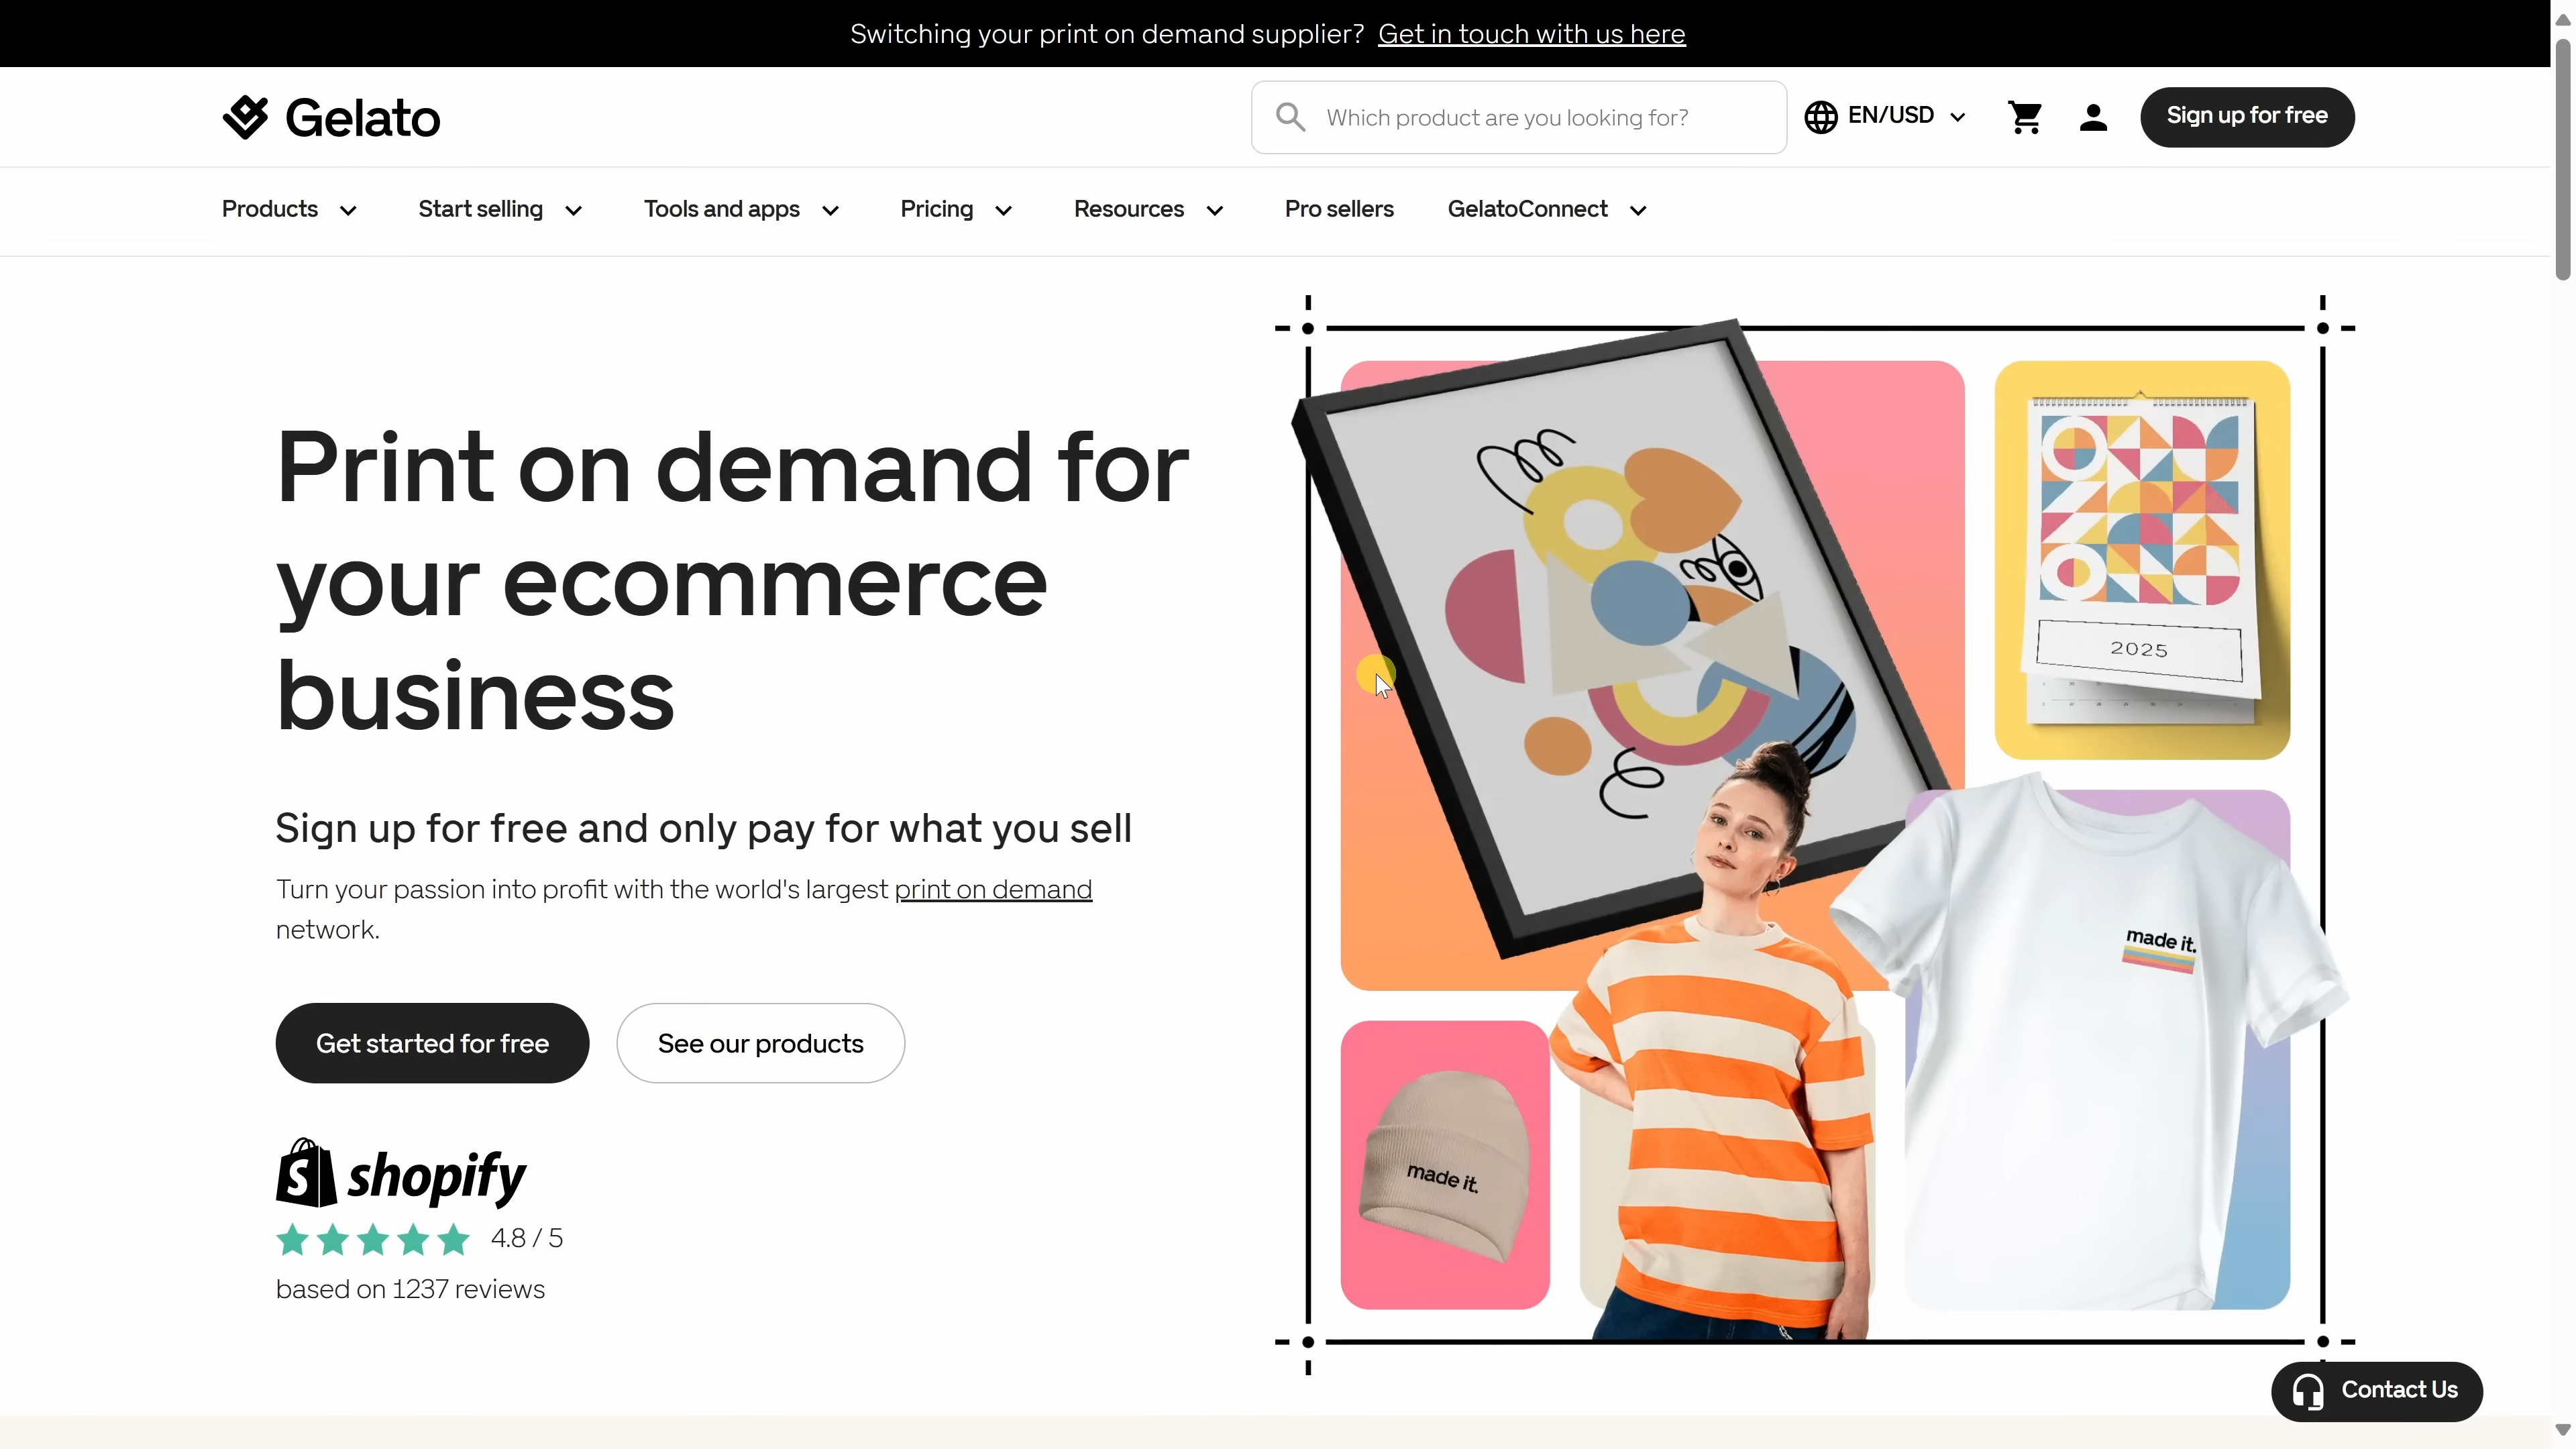 Switching your print on demand supplier? Get in touch with us here
Gelato
Which product are you looking for?
EN/USD
Sign up for free
Products
Start selling
Tools and apps
Pricing
Resources
Pro sellers
GelatoConnect
Print on demand for
your ecommerce
business
Sign up for free and only pay for what you sell
Turn your passion into profit with the world's largest print on demand
network.
Get started for free
See our products
shopify
4.8 / 5
based on 1237 reviews
2025
made it.
made it.
Contact Us